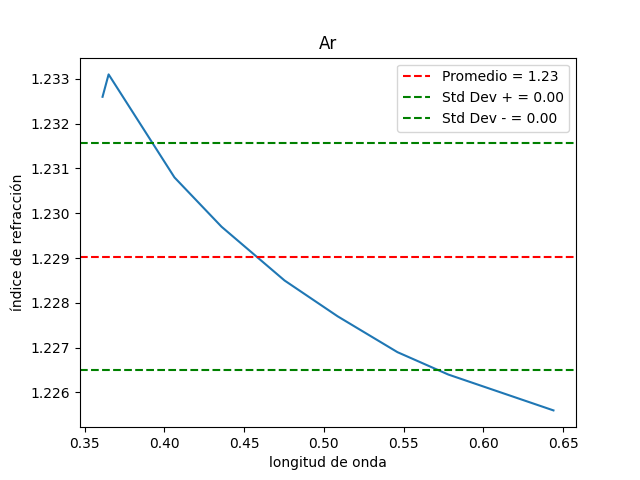 Ar
1.233
1.232
1.231
1.230
1.229
1.228
1.227
1.226
índice de refracción
Promedio = 1.23
Std Dev + = 0.00
Std Dev - = 0.00
0.35 0.40 0.45 0.50 0.55 0.60 0.65
longitud de onda